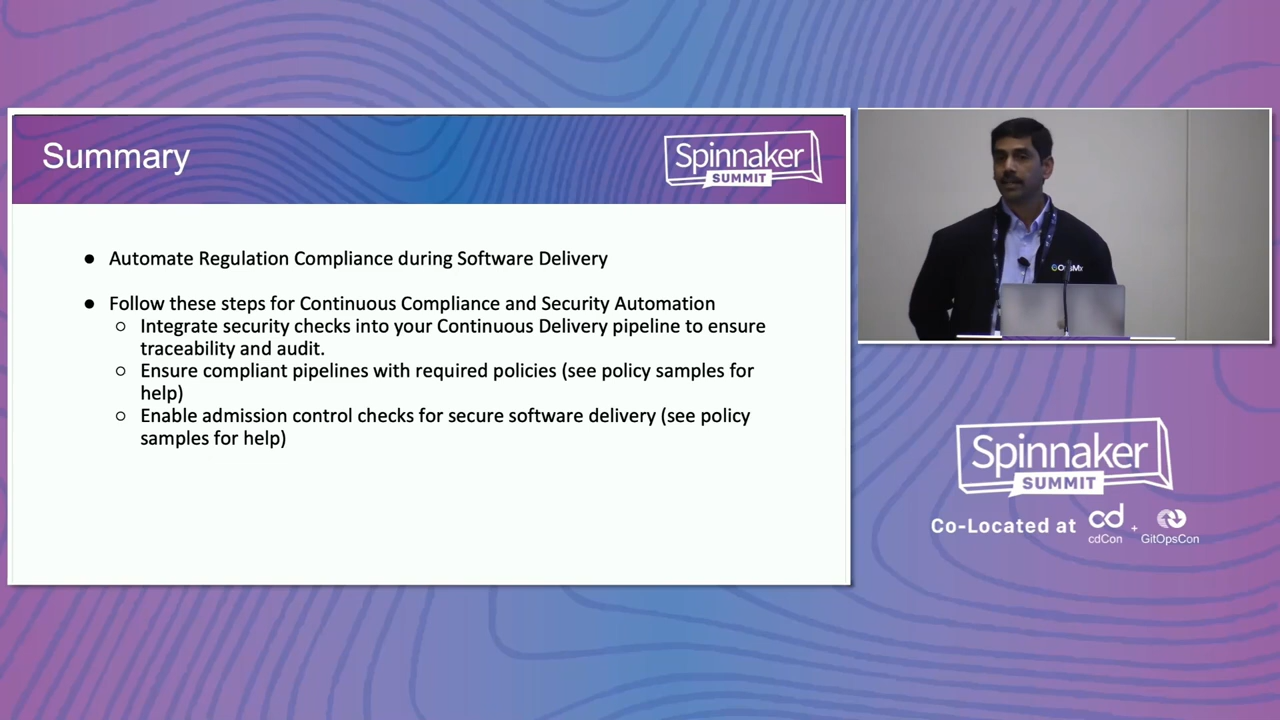 Summary
Spinnaker
SUMMIT
● Automate Regulation Compliance during Software Delivery
● Follow these steps for Continuous Compliance and Security Automation
○ Integrate security checks into your Continuous Delivery pipeline to ensure
traceability and audit.
○ Ensure compliant pipelines with required policies (see policy samples for
help)
○ Enable admission control checks for secure software delivery (see policy
samples for help)
Spinnaker
SUMMIT
Co-Located at cd + 
cdCon GitOpsCon